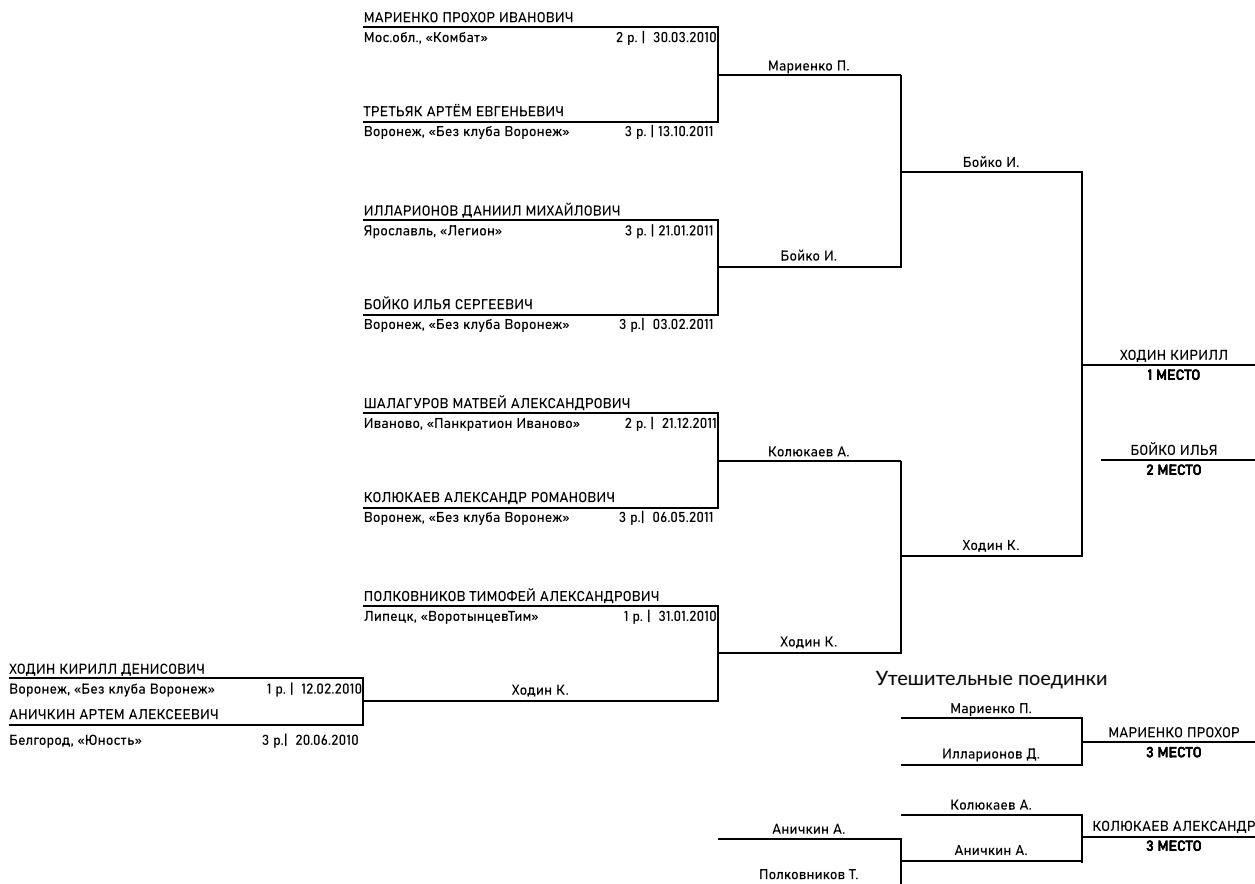 МАРИЕНКО ПРОХОР ИВАНОВИЧ
Мос.обл., «Комбат» 2 р. | 30.03.2010
Мариенко П.
ТРЕТЬЯК АРТЁМ ЕВГЕНЬЕВИЧ
Воронеж, «Без клуба Воронеж» 3 р. | 13.10.2011
Бойко И.
ИЛЛАРИОНОВ ДАНИИЛ МИХАЙЛОВИЧ
Ярославль, «Легион» 3 р. | 21.01.2011
Бойко И.
БОЙКО ИЛЬЯ СЕРГЕЕВИЧ
Воронеж, «Без клуба Воронеж» 3 р.| 03.02.2011
ХОДИН КИРИЛЛ
1 МЕСТО
ШАЛАГУРОВ МАТВЕЙ АЛЕКСАНДРОВИЧ
Иваново, «Панкратион Иваново» 2 р. | 21.12.2011
Колюкаев А.
БОЙКО ИЛЬЯ
2 МЕСТО
КОЛЮКАЕВ АЛЕКСАНДР РОМАНОВИЧ
Воронеж, «Без клуба Воронеж» 3 р.| 06.05.2011
Ходин К.
ПОЛКОВНИКОВ ТИМОФЕЙ АЛЕКСАНДРОВИЧ
Липецк, «ВоротынцевТим» 1 р. | 31.01.2010
Ходин К.
ХОДИН КИРИЛЛ ДЕНИСОВИЧ
Воронеж, «Без клуба Воронеж» 1 р. | 12.02.2010
Ходин К.
АНИЧКИН АРТЕМ АЛЕКСЕЕВИЧ
Белгород, «Юность» 3 р.| 20.06.2010
Утешительные поединки
Мариенко П.
МАРИЕНКО ПРОХОР
3 МЕСТО
Илларионов Д.
Колюкаев А.
КОЛЮКАЕВ АЛЕКСАНДР
3 МЕСТО
Аничкин А.
Аничкин А.
Полковников Т.